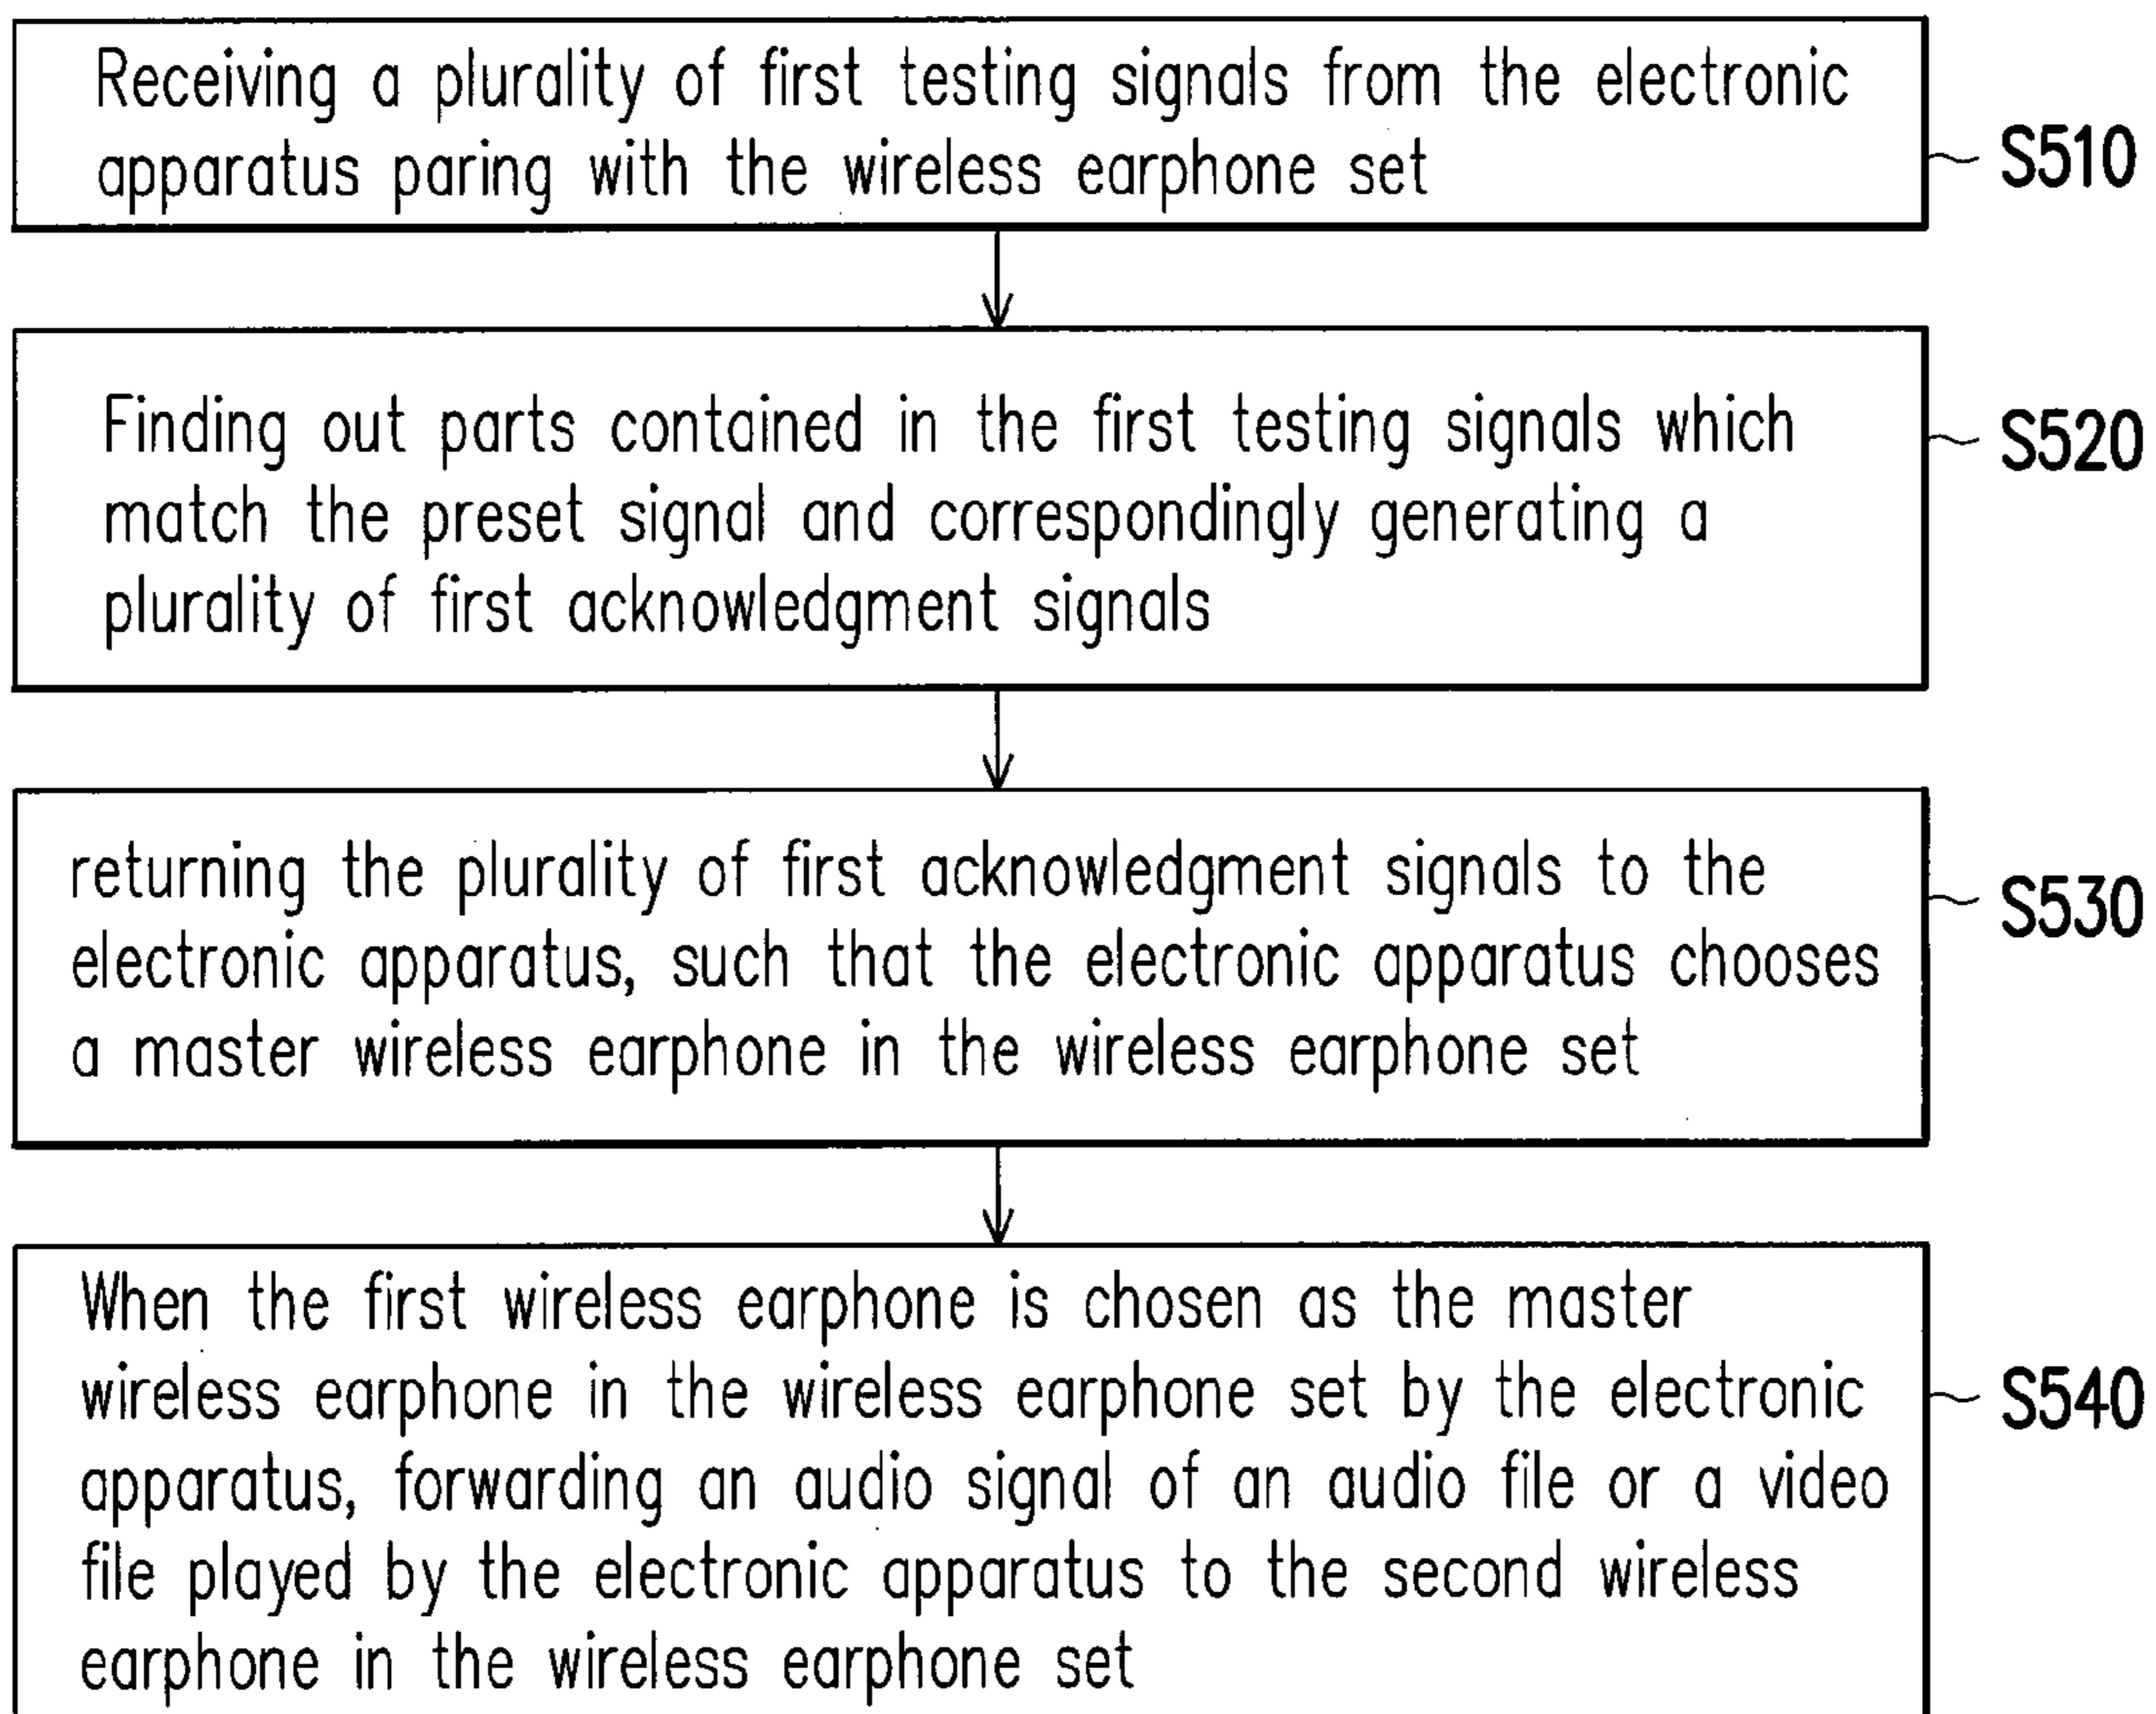 Receiving a plurality of first testing signals from the electronic
apparatus paring with the wireless earphone set
S510
Finding out parts contained in the first testing signals which
match the preset signal and correspondingly generating a
plurality of first acknowledgment signals
S520
returning the plurality of first acknowledgment signals to the
electronic apparatus, such that the electronic apparatus chooses
a master wireless earphone in the wireless earphone set
S530
When the first wireless earphone is chosen as the master
wireless earphone in the wireless earphone set by the electronic
apparatus, forwarding an audio signal of an audio file or a video
file played by the electronic apparatus to the second wireless
earphone in the wireless earphone set
S540